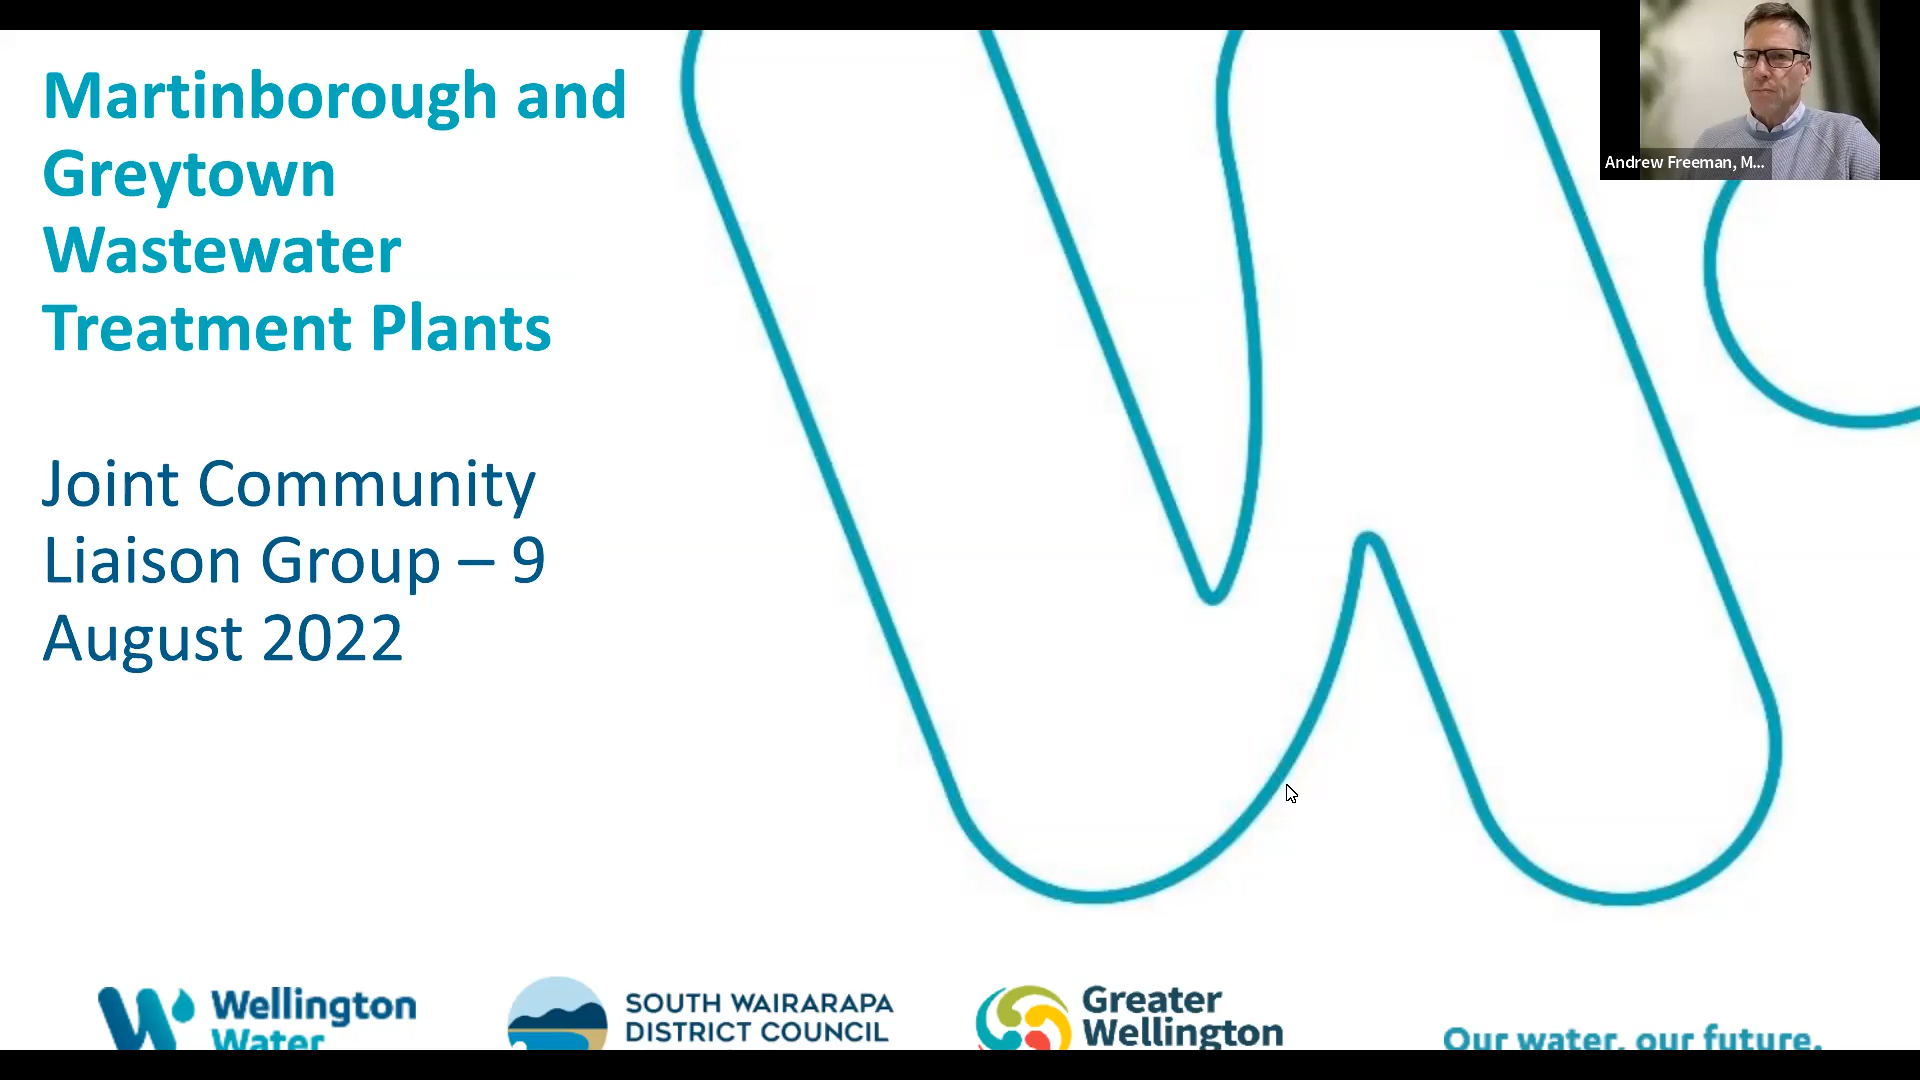 Martinborough and
Greytown
Wastewater
Treatment Plants
Joint Community
Liaison Group – 9
August 2022
Andrew Freeman, M...
Wellington
Water
SOUTH WAIRARAPA
DISTRICT COUNCIL
Greater
Wellington
Our water, our future.